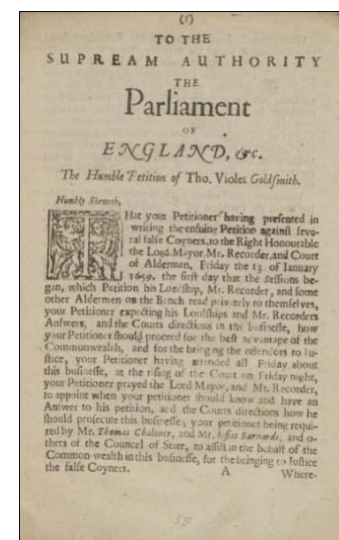 (1)
TO THE
SUPREAM AUTHORITY
THE
Parliament
OF
ENGLAND, &c.
The Humble Petition of Tho. Violet Goldsmith.
Humbly Sheweth,
THat your Petitioner having presented in
writing the ensuing Petition against seve-
ral false Coyners, to the Right Honourable
the Lord Mayor, Mr. Recorder, and Court
of Aldermen, Friday the 13. of January
1659. the first day that the Sessions be-
gan, which Petition his Lordship, Mr. Recorder, and some
other Aldermen on the Bench read privately to themselves,
your Petitioner expecting his Lordships and Mr. Recorders
Answers, and the Courts directions in the businesse, how
your Petitioner should proceed for the best advantage of the
Commonwealth, and for the bringing the offenders to Ju-
stice, your Petitioner having attended all Friday about
this businesse, at the rising of the Court on Friday night,
your Petitioner prayed the Lord Mayor, and Mr. Recorder,
to appoint when your petitioner should know and have an
Answer to his petition, and the Courts directions how he
should prosecute this businesse, your petitioner being requi-
red by Mr. Thomas Chaloner, and Mr. Josias Barnards, and o-
thers of the Councel of State, to assist in the behalf of the
Common-wealth in this businesse, for the bringing to Justice
the false Coyners.
A
Where-